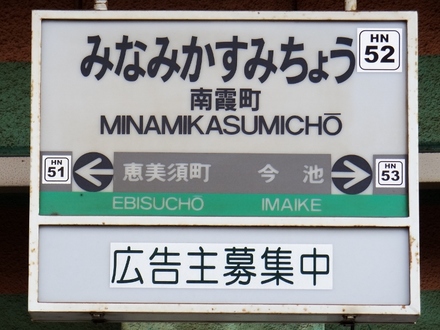 みなみかすみちょう
HN
52
南霞町
MINAMIKASUMICHŌ
HN
51
恵美須町 今池
HN
53
EBISUCHŌ IMAIKE
広告主募集中